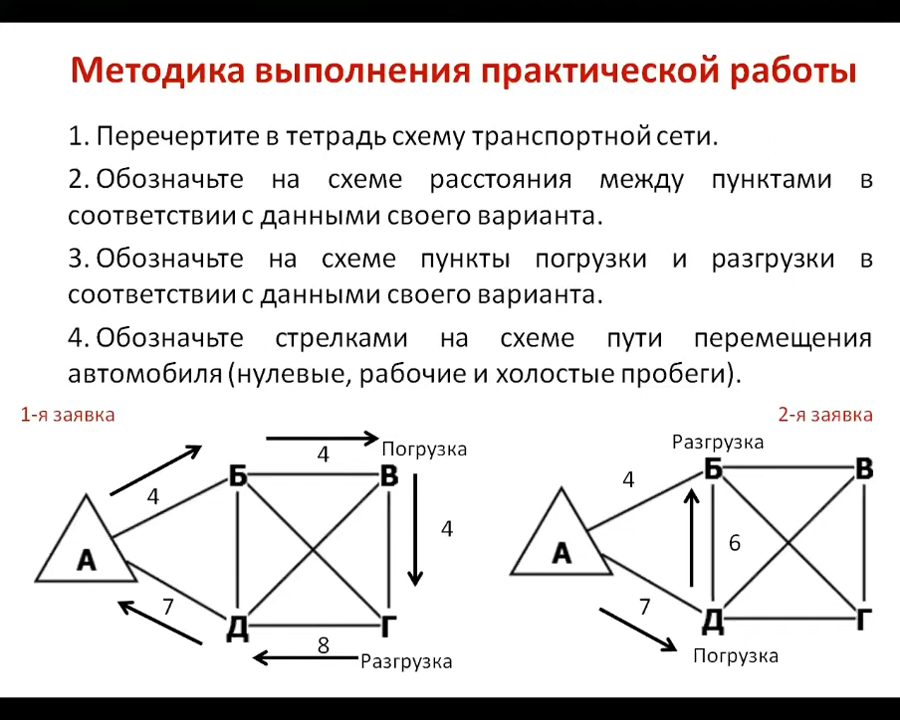 Методика выполнения практической работы
1. Перечертите в тетрадь схему транспортной сети.
2. Обозначьте на схеме расстояния между пунктами в
соответствии с данными своего варианта.
3. Обозначьте на схеме пункты погрузки и разгрузки в
соответствии с данными своего варианта.
4. Обозначьте стрелками на схеме пути перемещения
автомобиля (нулевые, рабочие и холостые пробеги).
1-я заявка
4
Погрузка
Б
В
4
4
А
7
Д
Г
8
Разгрузка
2-я заявка
Разгрузка
Б
В
4
6
А
7
Д
Г
Погрузка